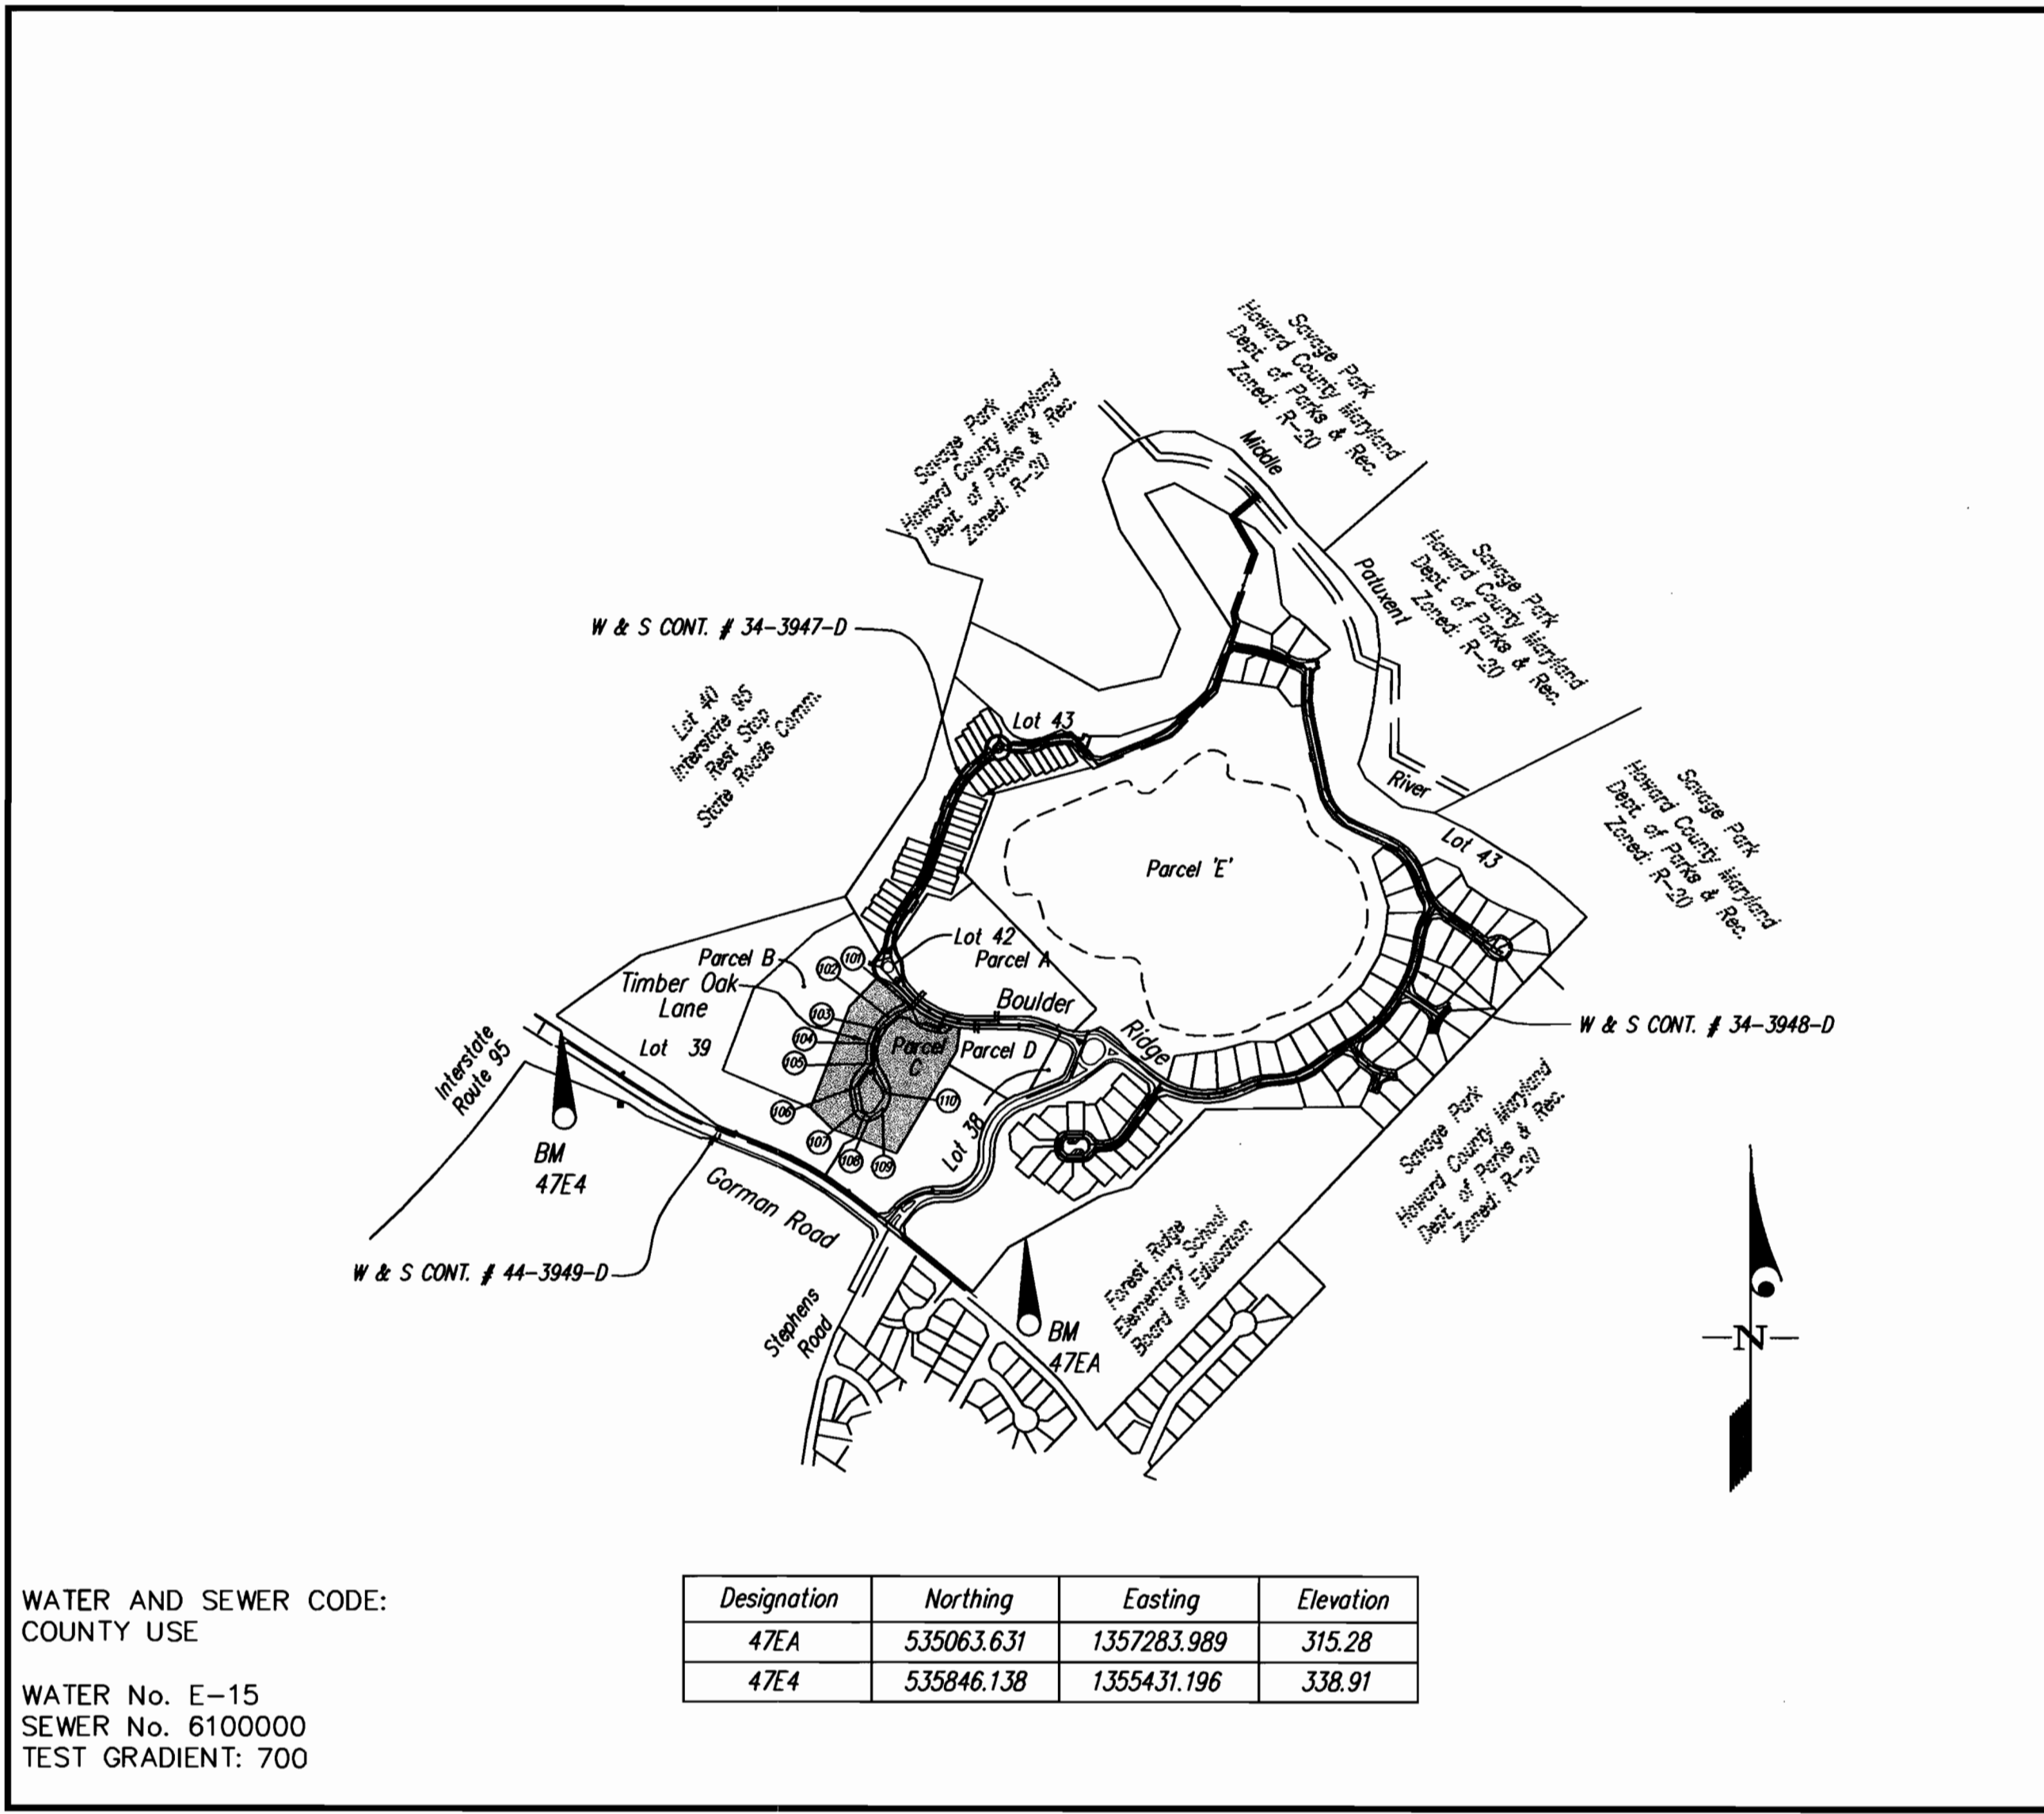 Savage Park
Howard County Maryland
Dept. of Parks & Rec.
Zoned: R-20
Savage Park
Howard County Maryland
Dept. of Parks & Rec.
Zoned: R-20
Middle
Patuxent
River
Savage Park
Howard County Maryland
Dept. of Parks & Rec.
Zoned: R-20
W & S CONT. # 34-3947-D
Lot 40
Interstate 95
Rest Stop
State Roads Comm.
Lot 43
Savage Park
Howard County Maryland
Dept. of Parks & Rec.
Zoned: R-20
Lot 43
Parcel 'E'
Lot 42
Parcel A
Parcel B
101
102
Timber Oak
Lane
103
104
105
106
107
108
109
110
Boulder
Ridge
Parcel
C
Parcel D
Lot 39
Lot 38
W & S CONT. # 34-3948-D
Interstate
Route 95
BM
47E4
Savage Park
Howard County Maryland
Dept. of Parks & Rec.
Zoned: R-20
Gorman Road
W & S CONT. # 44-3949-D
Stephens
Road
Forest Ridge
Elementary School
Board of Education
BM
47EA
N
WATER AND SEWER CODE:
COUNTY USE
WATER No. E-15
SEWER No. 6100000
TEST GRADIENT: 700
Designation Northing Easting Elevation
47EA 535063.631 1357283.989 315.28
47E4 535846.138 1355431.196 338.91